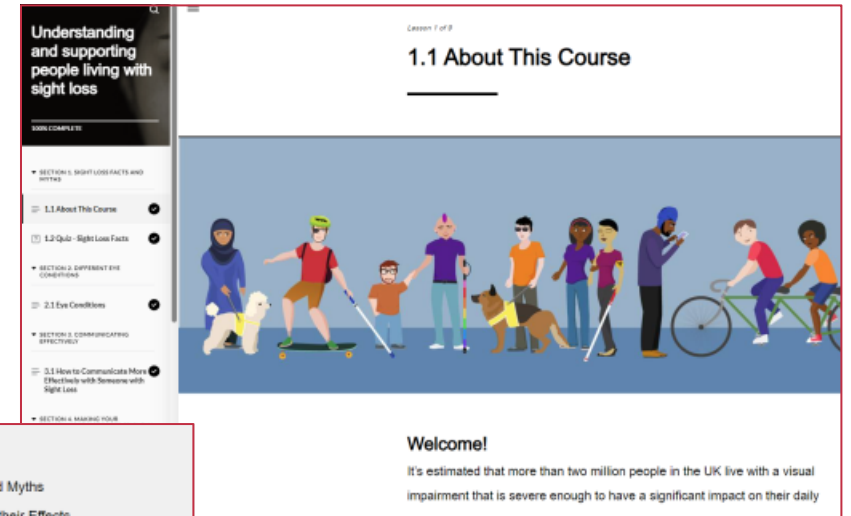 Understanding
and supporting
people living with
sight loss
100% COMPLETE
SECTION 1. SIGHT LOSS FACTS AND
MYTHS
1.1 About This Course
1.2 Quiz - Sight Loss Facts
SECTION 2. DIFFERENT EYE
CONDITIONS
2.1 Eye Conditions
SECTION 3. COMMUNICATING
EFFECTIVELY
3.1 How to Communicate More
Effectively with Someone with
Sight Loss
SECTION 4. MAKING YOUR
Lesson 1 of 9
1.1 About This Course
Welcome!
It's estimated that more than two million people in the UK live with a visual
impairment that is severe enough to have a significant impact on their daily
Myths
their Effects